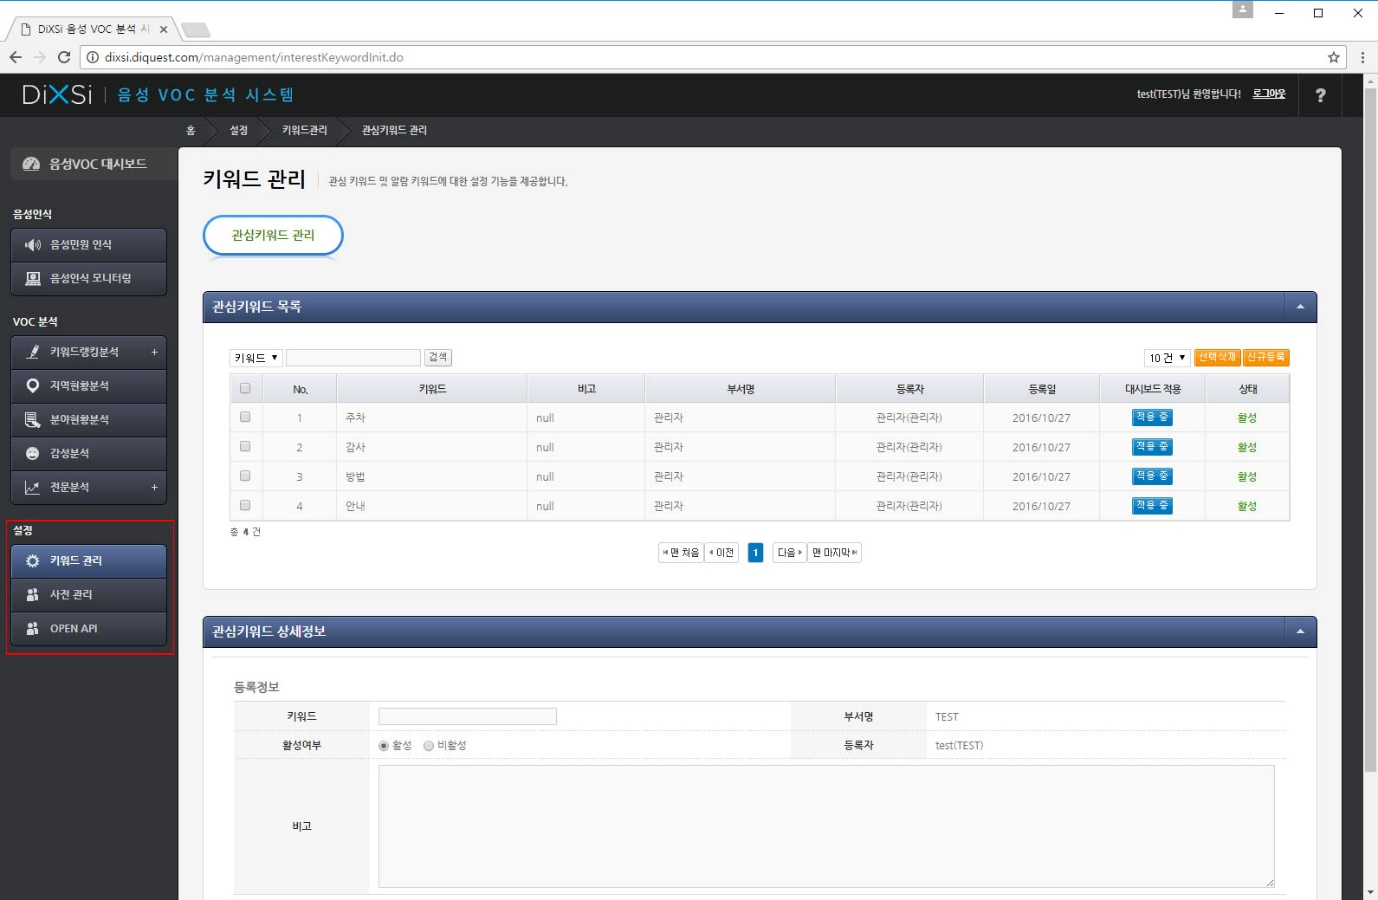 DiXSi 음성 VOC 분석 시
dixsi.diquest.com/management/interestKeywordInit.do
DiXSi | 음성 VOC 분석 시스템
test(TEST)님 환영합니다! 로그아웃 ?
홈 설정 키워드관리 관심키워드 관리
음성VOC 대시보드
음성인식
음성민원 인식
음성인식 모니터링
VOC 분석
키워드랭킹분석 +
지역현황분석
분야현황분석
감성분석
전문분석 +
설정
키워드 관리
사전 관리
OPEN API
키워드 관리 관심 키워드 및 알람 키워드에 대한 설정 기능을 제공합니다.
관심키워드 관리
관심키워드 목록
키워드 검색 10 건 선택삭제 신규등록
No. 키워드 비고 부서명 등록자 등록일 대시보드 적용 상태
1 주차 null 관리자 관리자(관리자) 2016/10/27 적용 중 활성
2 감사 null 관리자 관리자(관리자) 2016/10/27 적용 중 활성
3 방법 null 관리자 관리자(관리자) 2016/10/27 적용 중 활성
4 안내 null 관리자 관리자(관리자) 2016/10/27 적용 중 활성
총 4 건
맨 처음 이전 1 다음 맨 마지막
관심키워드 상세정보
등록정보
키워드 부서명 TEST
활성여부 활성 비활성 등록자 test(TEST)
비고